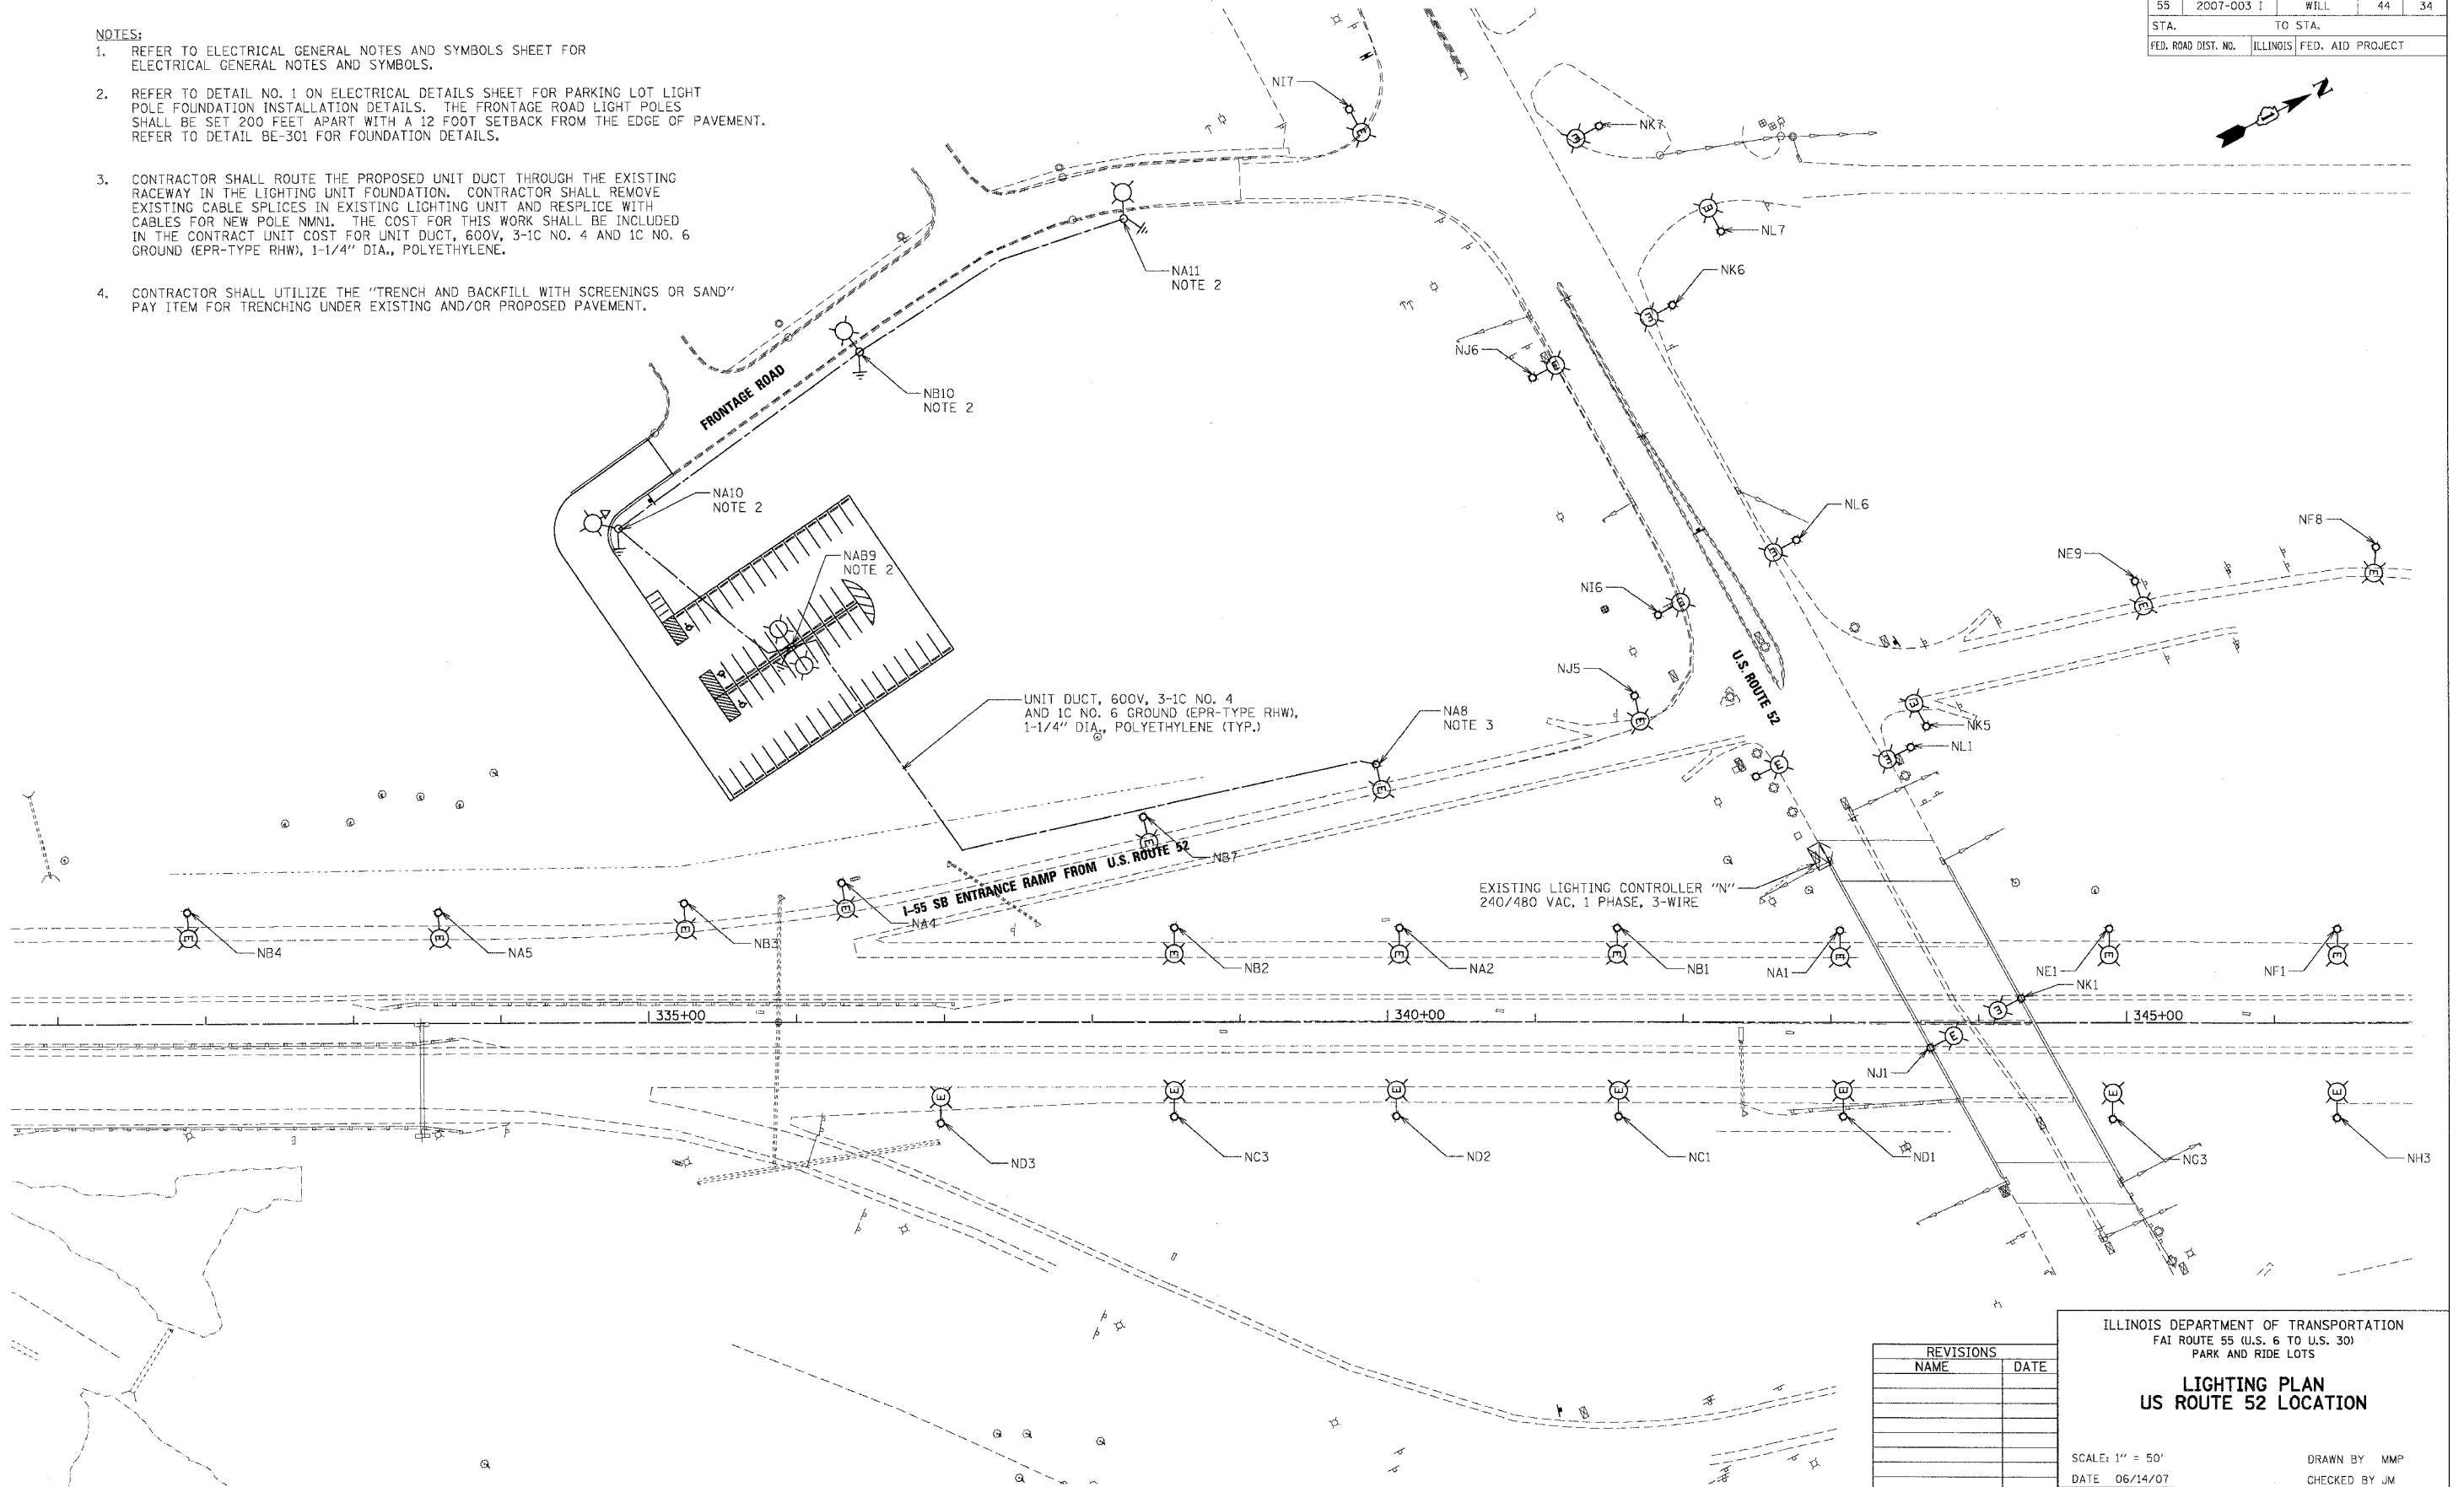 NOTES:
1. REFER TO ELECTRICAL GENERAL NOTES AND SYMBOLS SHEET FOR
ELECTRICAL GENERAL NOTES AND SYMBOLS.
2. REFER TO DETAIL NO. 1 ON ELECTRICAL DETAILS SHEET FOR PARKING LOT LIGHT
POLE FOUNDATION INSTALLATION DETAILS. THE FRONTAGE ROAD LIGHT POLES
SHALL BE SET 200 FEET APART WITH A 12 FOOT SETBACK FROM THE EDGE OF PAVEMENT.
REFER TO DETAIL BE-301 FOR FOUNDATION DETAILS.
3. CONTRACTOR SHALL ROUTE THE PROPOSED UNIT DUCT THROUGH THE EXISTING
RACEWAY IN THE LIGHTING UNIT FOUNDATION. CONTRACTOR SHALL REMOVE
EXISTING CABLE SPLICES IN EXISTING LIGHTING UNIT AND RESPLICE WITH
CABLES FOR NEW POLE NMN1. THE COST FOR THIS WORK SHALL BE INCLUDED
IN THE CONTRACT UNIT COST FOR UNIT DUCT, 600V, 3-1C NO. 4 AND 1C NO. 6
GROUND (EPR-TYPE RHW), 1-1/4" DIA., POLYETHYLENE.
4. CONTRACTOR SHALL UTILIZE THE "TRENCH AND BACKFILL WITH SCREENINGS OR SAND"
PAY ITEM FOR TRENCHING UNDER EXISTING AND/OR PROPOSED PAVEMENT.
55 2007-003 I WILL 44 34
STA. TO STA.
FED. ROAD DIST. NO. ILLINOIS FED. AID PROJECT
N
NI7
NK7
NL7
NK6
NA11
NOTE 2
NJ6
NB10
NOTE 2
FRONTAGE ROAD
NA10
NOTE 2
NL6
NF8
NAB9
NOTE 2
NE9
NI6
U.S. ROUTE 52
NJ5
UNIT DUCT, 600V, 3-1C NO. 4
AND 1C NO. 6 GROUND (EPR-TYPE RHW),
1-1/4" DIA., POLYETHYLENE (TYP.)
NA8
NOTE 3
NK5
NL1
NB7
I-55 SB ENTRANCE RAMP FROM U.S. ROUTE 52
EXISTING LIGHTING CONTROLLER "N"
240/480 VAC, 1 PHASE, 3-WIRE
NA4
NB4
NA5
NB3
NB2
NA2
NB1
NA1
NE1
NF1
NK1
335+00
340+00
345+00
NJ1
ND3
NC3
ND2
NC1
ND1
NG3
NH3
REVISIONS
NAME DATE
ILLINOIS DEPARTMENT OF TRANSPORTATION
FAI ROUTE 55 (U.S. 6 TO U.S. 30)
PARK AND RIDE LOTS
LIGHTING PLAN
US ROUTE 52 LOCATION
SCALE: 1" = 50'
DRAWN BY MMP
DATE 06/14/07
CHECKED BY JM